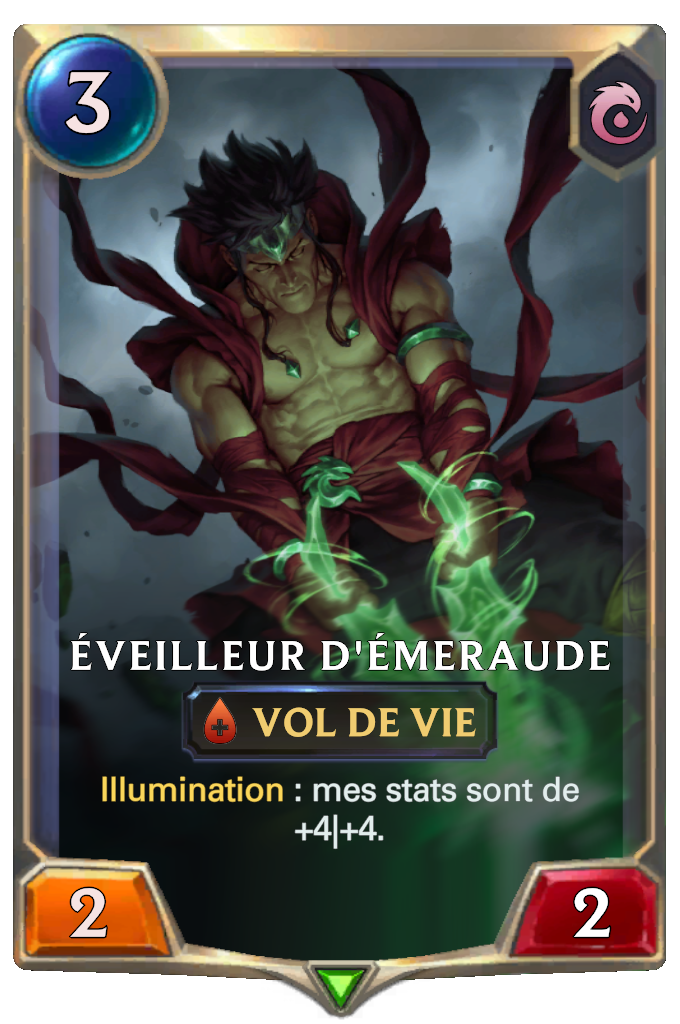 3
ÉVEILLEUR D'ÉMERAUDE
VOL DE VIE
Illumination : mes stats sont de
+4|+4.
2
2